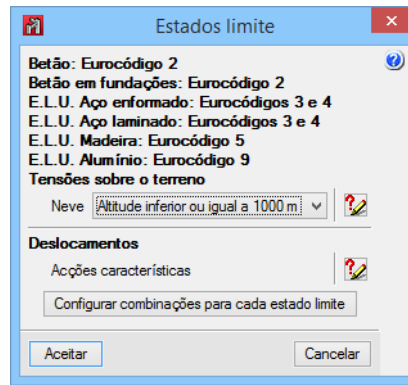 Estados limite
Betão: Eurocódigo 2
Betão em fundações: Eurocódigo 2
E.L.U. Aço enformado: Eurocódigos 3 e 4
E.L.U. Aço laminado: Eurocódigos 3 e 4
E.L.U. Madeira: Eurocódigo 5
E.L.U. Alumínio: Eurocódigo 9
Tensões sobre o terreno
Neve Altitude inferior ou igual a 1000 m
Deslocamentos
Acções características
Configurar combinações para cada estado limite
Aceitar Cancelar